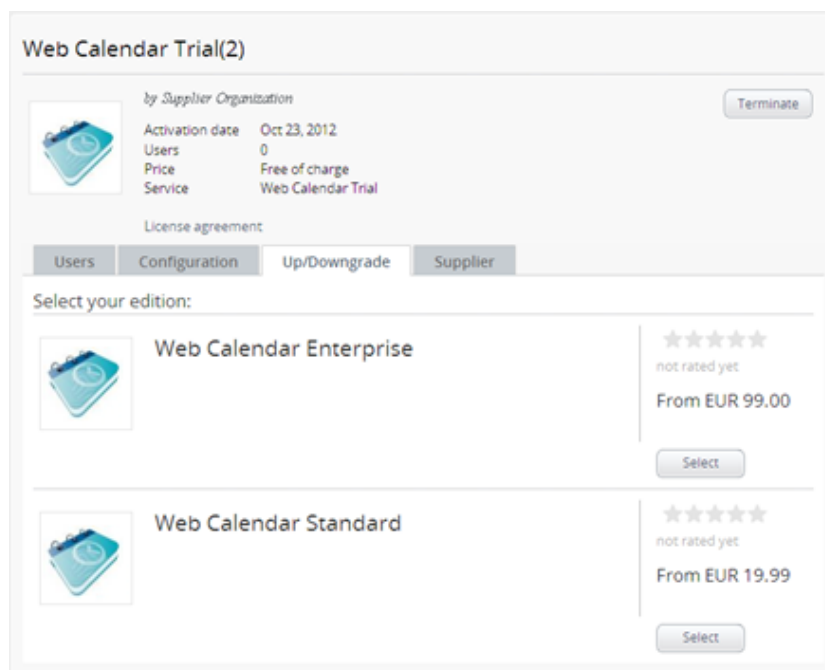 Web Calendar Trial(2)
by Supplier Organization
Terminate
Activation date Oct 23, 2012
Users 0
Price Free of charge
Service Web Calendar Trial
License agreement
Users Configuration Up/Downgrade Supplier
Select your edition:
Web Calendar Enterprise
not rated yet
From EUR 99.00
Select
Web Calendar Standard
not rated yet
From EUR 19.99
Select